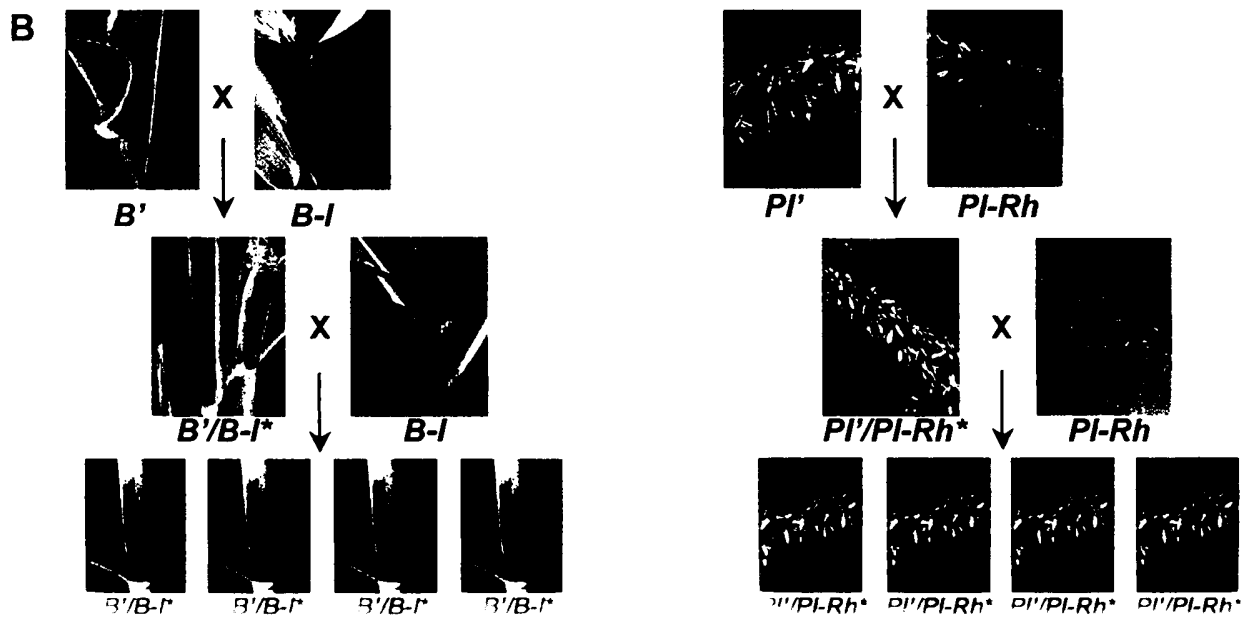 B
X X
B' B-I Pl' Pl-Rh
X X
B'/B-I* B-I Pl'/Pl-Rh* Pl-Rh
B'/B-I* B'/B-I* B'/B-I* B'/B-I* Pl'/Pl-Rh* Pl'/Pl-Rh* Pl'/Pl-Rh* Pl'/Pl-Rh*